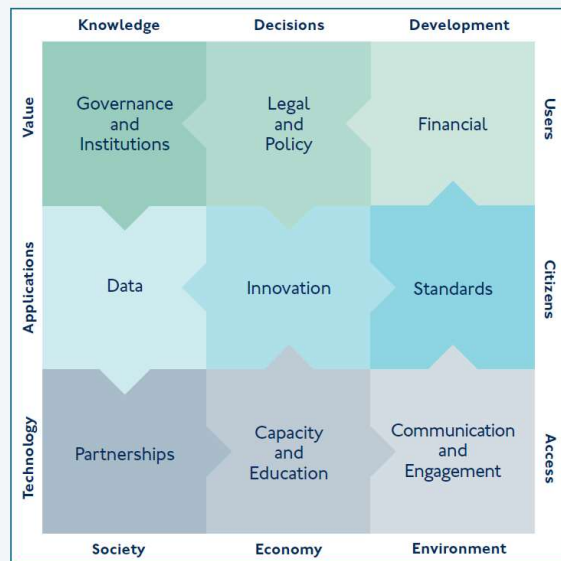 Knowledge
Decisions
Development
Value
Governance
and
Institutions
Legal
and
Policy
Financial
Users
Applications
Data
Innovation
Standards
Citizens
Technology
Partnerships
Capacity
and
Education
Communication
and
Engagement
Access
Society
Economy
Environment